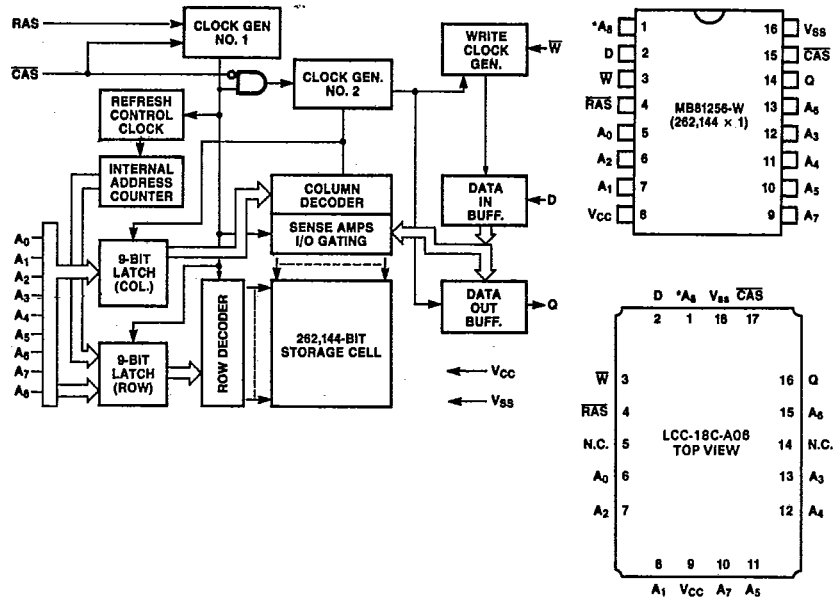 RAS
CLOCK GEN
NO. 1
C̅A̅S̅
CLOCK GEN.
NO. 2
WRITE
CLOCK
GEN.
W̅
REFRESH
CONTROL
CLOCK
INTERNAL
ADDRESS
COUNTER
COLUMN
DECODER
SENSE AMPS
I/O GATING
DATA
IN BUFF.
D
A0
A1
A2
A3
A4
A5
A6
A7
A8
9-BIT
LATCH
(COL.)
9-BIT
LATCH
(ROW)
ROW DECODER
262,144-BIT
STORAGE CELL
DATA
OUT
BUFF.
Q
VCC
VSS
*A8 1 16 VSS
D 2 15 C̅A̅S̅
W̅ 3 14 Q
R̅A̅S̅ 4 13 A6
A0 5 12 A3
A2 6 11 A4
A1 7 10 A5
VCC 8 9 A7
MB81256-W
(262,144 × 1)
D *A8 VSS C̅A̅S̅
2 1 18 17
W̅ 3 16 Q
R̅A̅S̅ 4 15 A6
N.C. 5 14 N.C.
A0 6 13 A3
A2 7 12 A4
LCC-18C-A06
TOP VIEW
8 9 10 11
A1 VCC A7 A5